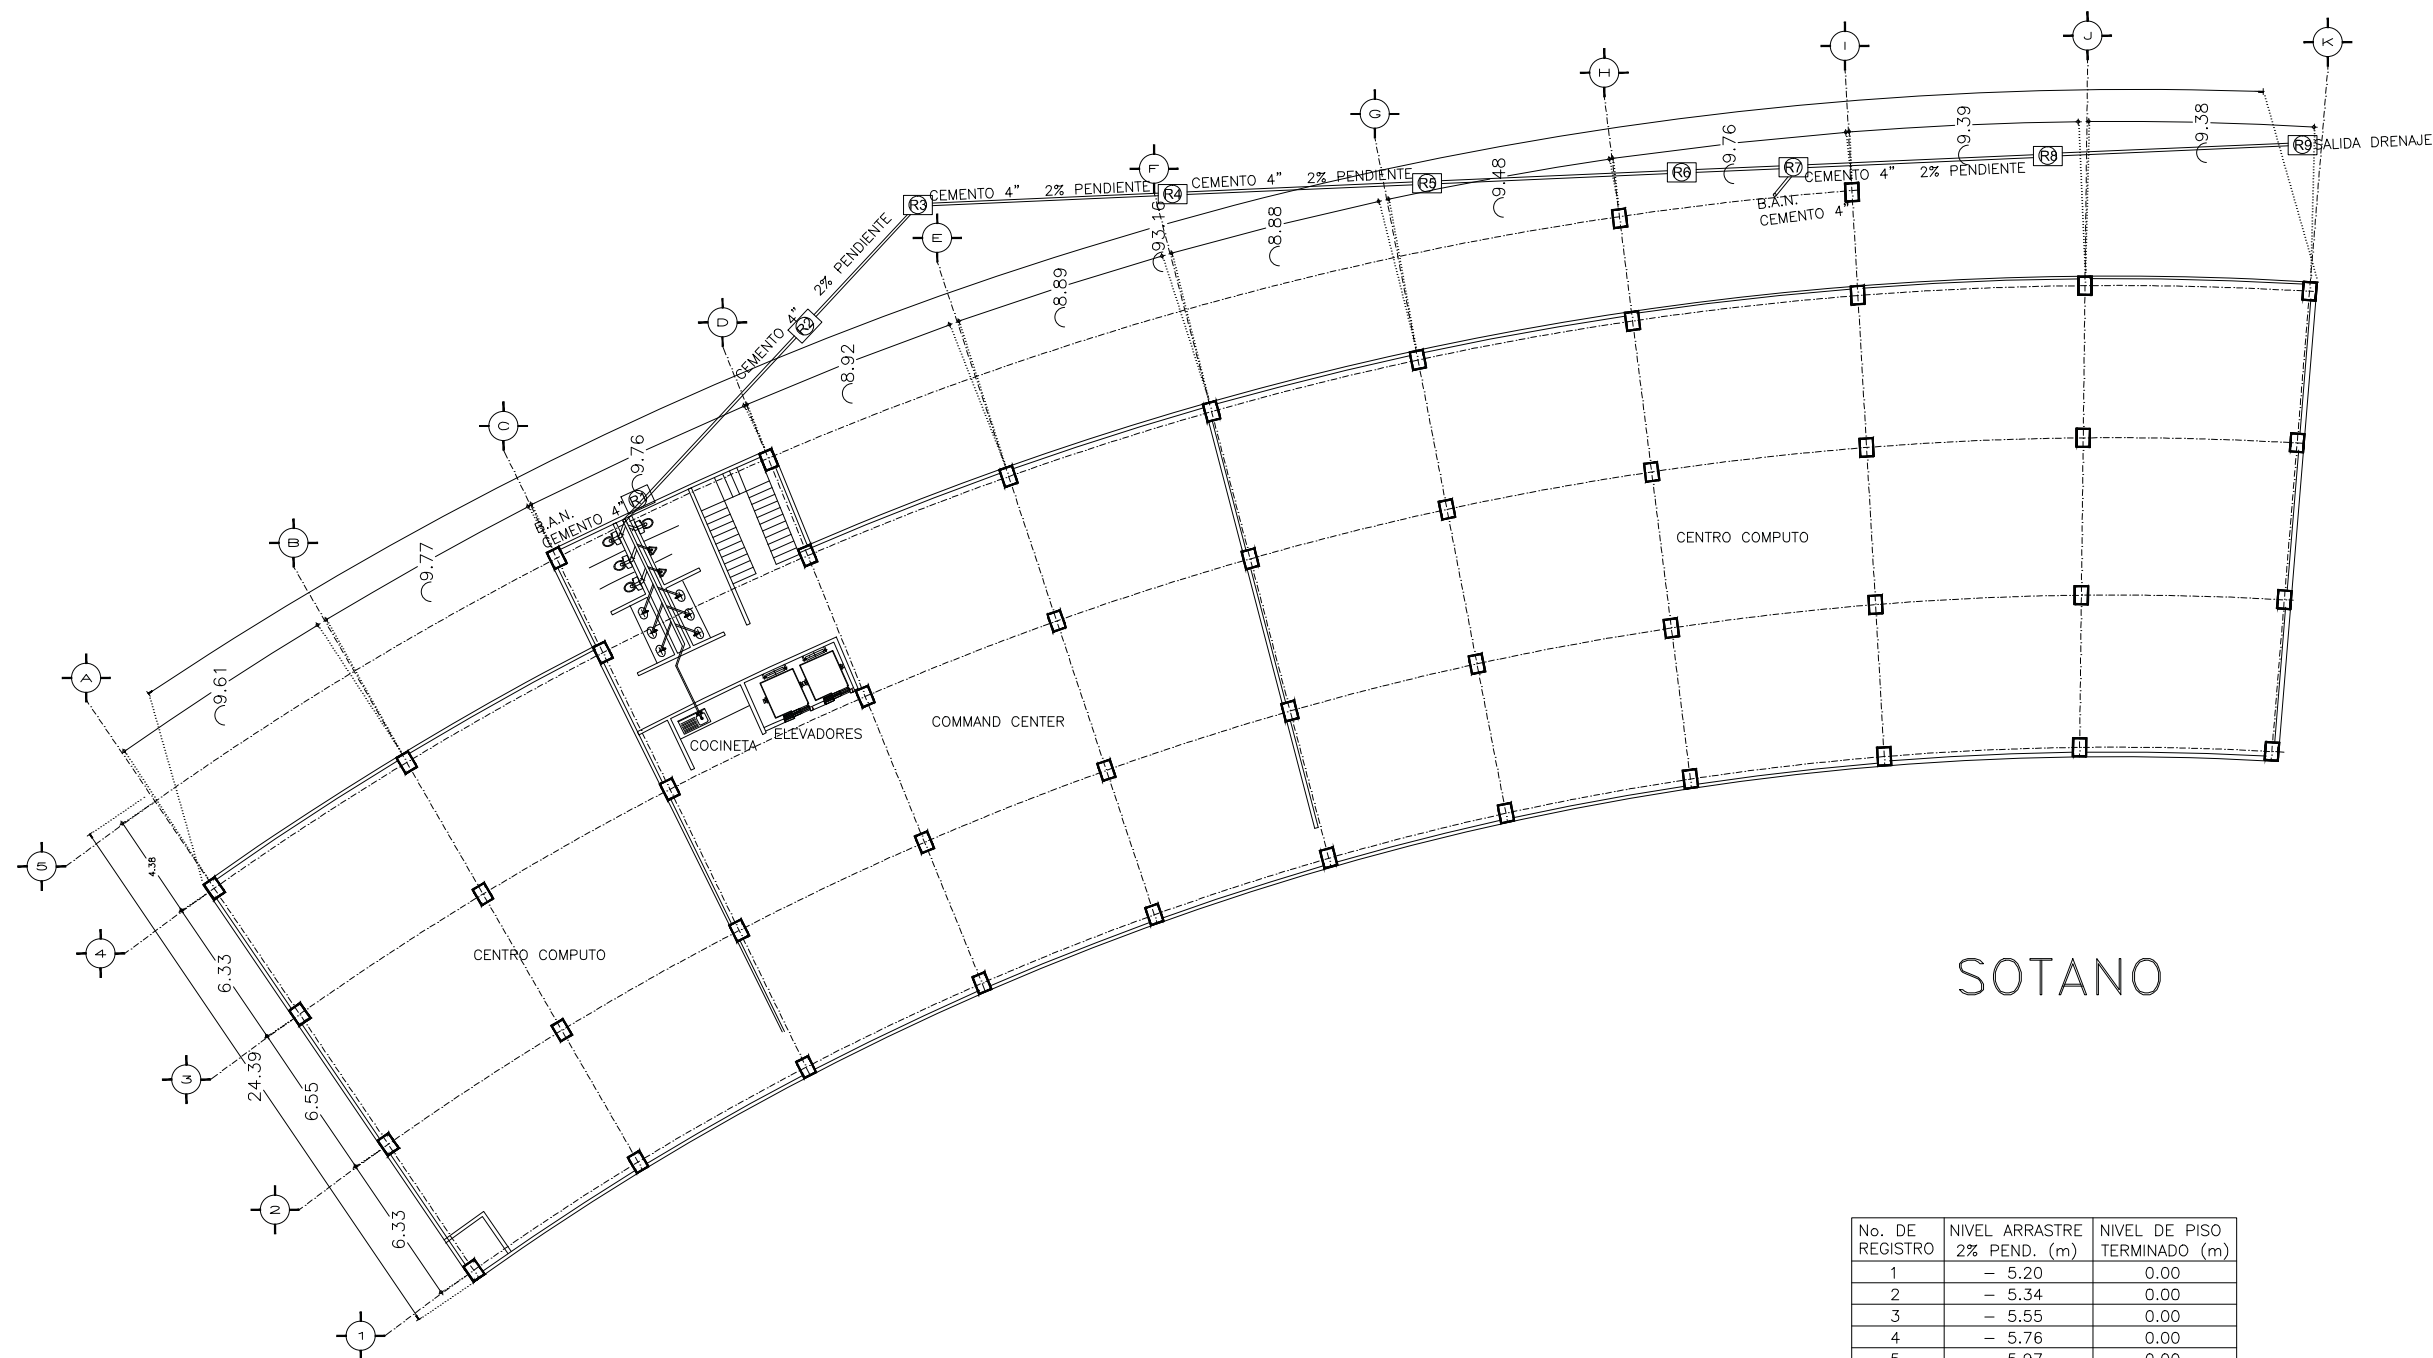 A
B
C
D
E
F
G
H
I
J
K
5
4
3
2
1
9.61
9.77
9.76
8.92
8.89
93.16
8.88
9.48
9.76
9.39
9.38
4.38
6.33
6.55
6.33
24.39
R1
R2
R3
R4
R5
R6
R7
R8
R9
SALIDA DRENAJE
B.A.N.
CEMENTO 4"
CEMENTO 4" 2% PENDIENTE
CEMENTO 4" 2% PENDIENTE
CEMENTO 4" 2% PENDIENTE
CEMENTO 4" 2% PENDIENTE
B.A.N.
CEMENTO 4"
CENTRO COMPUTO
COMMAND CENTER
ELEVADORES
COCINETA
CENTRO COMPUTO
SOTANO
No. DE REGISTRO NIVEL ARRASTRE 2% PEND. (m) NIVEL DE PISO TERMINADO (m)
1 – 5.20 0.00
2 – 5.34 0.00
3 – 5.55 0.00
4 – 5.76 0.00